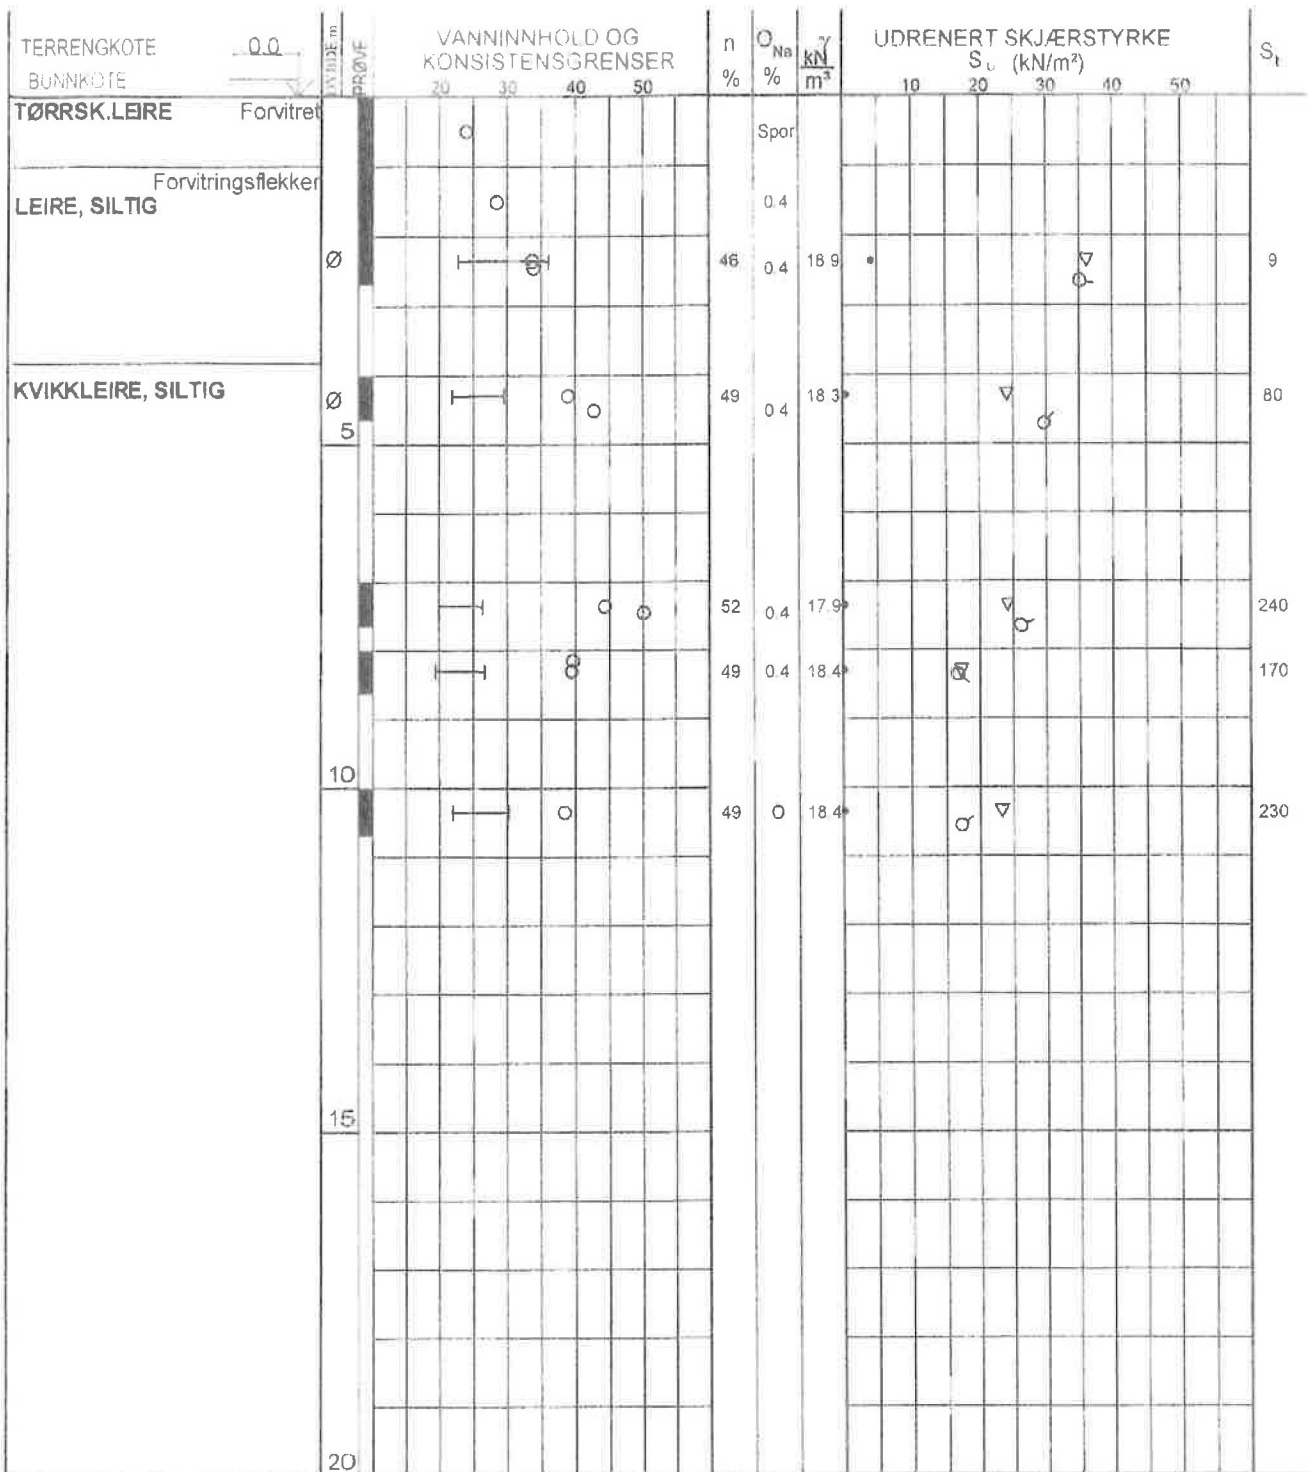 TERRENGKOTE 0.0
BUNNKOTE
DYBDE m
PRØVE
VANNINNHOLD OG
KONSISTENSGRENSER
20 30 40 50
n
%
O Na
%
γ
kN
m³
UDRENERT SKJÆRSTYRKE
S u (kN/m²)
10 20 30 40 50
S t
TØRRSK.LEIRE Forvitret
Spor
Forvitringsflekker
LEIRE, SILTIG
0.4
Ø 46 0.4 18 9 9
KVIKKLEIRE, SILTIG
Ø 49 0.4 18 3 80
5
52 0.4 17.9 240
49 0.4 18.4 170
10
49 O 18 4 230
15
20